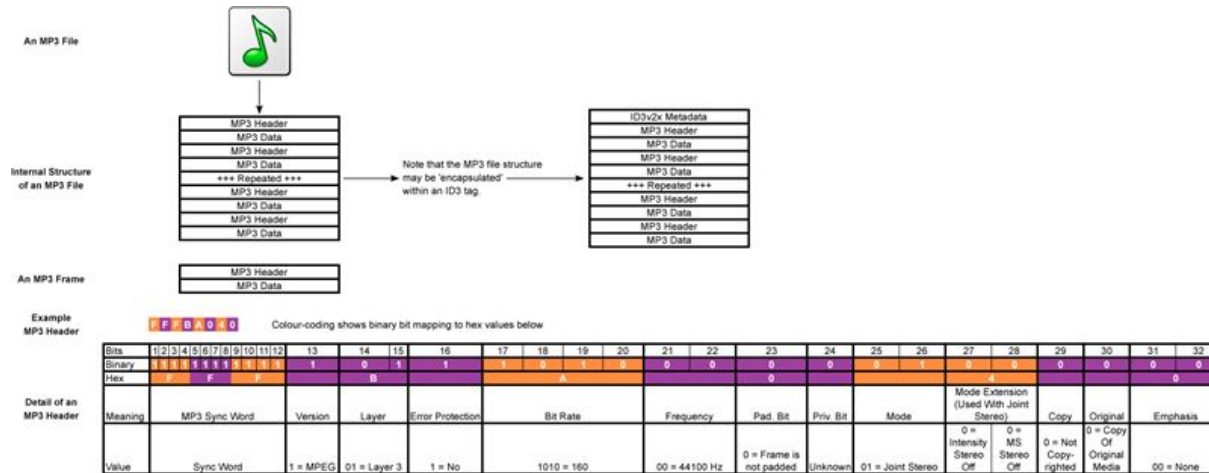 An MP3 File
Internal Structure
of an MP3 File
MP3 Header
MP3 Data
MP3 Header
MP3 Data
+++ Repeated +++
MP3 Header
MP3 Data
MP3 Header
MP3 Data
Note that the MP3 file structure
may be 'encapsulated'
within an ID3 tag.
ID3v2x Metadata
MP3 Header
MP3 Data
MP3 Header
MP3 Data
+++ Repeated +++
MP3 Header
MP3 Data
MP3 Header
MP3 Data
An MP3 Frame
MP3 Header
MP3 Data
Example
MP3 Header
F F F B A 0 4 0
Colour-coding shows binary bit mapping to hex values below
Detail of an
MP3 Header
Bits 1 2 3 4 5 6 7 8 9 10 11 12 13 14 15 16 17 18 19 20 21 22 23 24 25 26 27 28 29 30 31 32
Binary 1 1 1 1 1 1 1 1 1 1 1 1 1 0 1 1 1 0 1 0 0 0 0 0 0 1 0 0 0 0 0 0
Hex F F F B A 0 4 0
Meaning MP3 Sync Word Version Layer Error Protection Bit Rate Frequency Pad. Bit Priv. Bit Mode Mode Extension (Used With Joint Stereo) Copy Original Emphasis
Value Sync Word 1 = MPEG 01 = Layer 3 1 = No 1010 = 160 00 = 44100 Hz 0 = Frame is not padded Unknown 01 = Joint Stereo 0 = Intensity Stereo Off 0 = MS Stereo Off 0 = Not Copy-righted 0 = Copy Of Original Media 00 = None